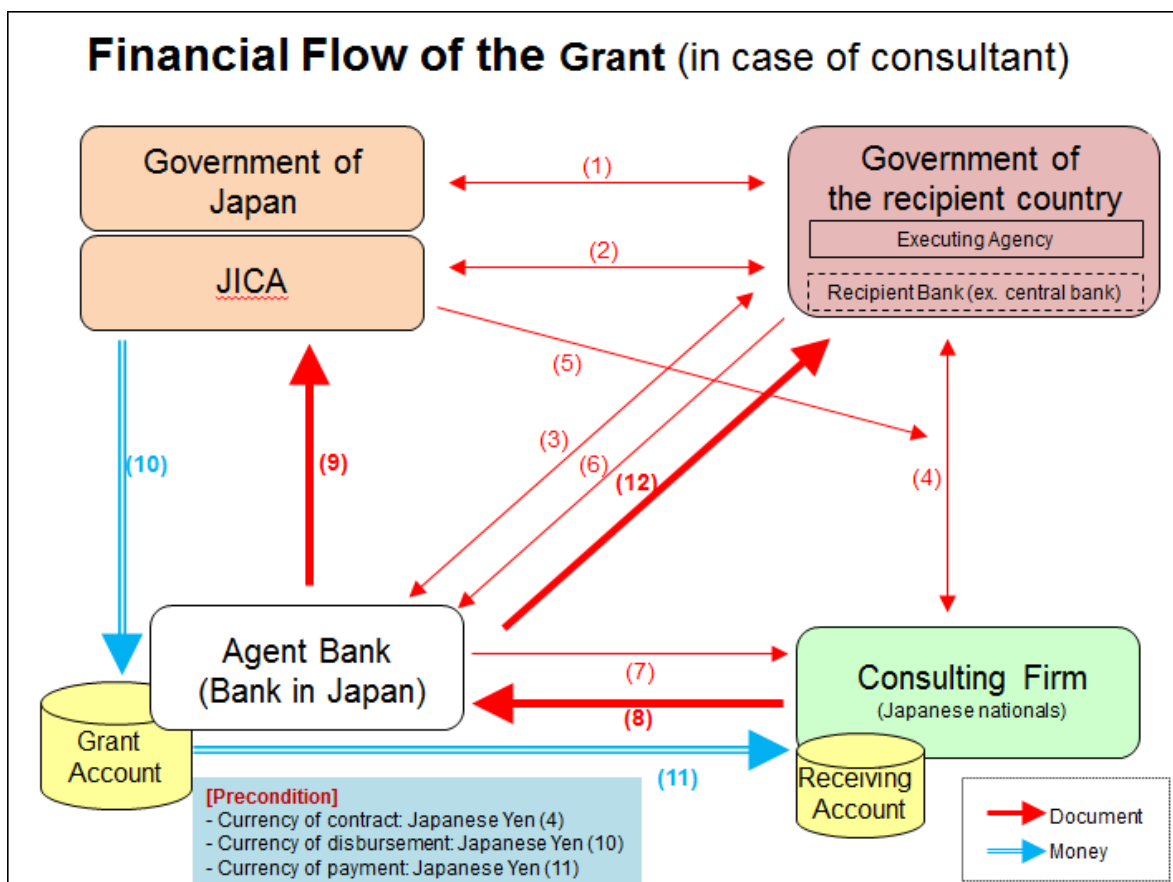 Financial Flow of the Grant (in case of consultant)
Government of
Japan
(1)
Government of
the recipient country
Executing Agency
JICA
(2)
Recipient Bank (ex. central bank)
(5)
(3)
(10)
(9)
(6)
(12)
(4)
Agent Bank
(Bank in Japan)
(7)
Consulting Firm
(Japanese nationals)
(8)
Grant
Account
(11)
Receiving
Account
[Precondition]
- Currency of contract: Japanese Yen (4)
- Currency of disbursement: Japanese Yen (10)
- Currency of payment: Japanese Yen (11)
Document
Money